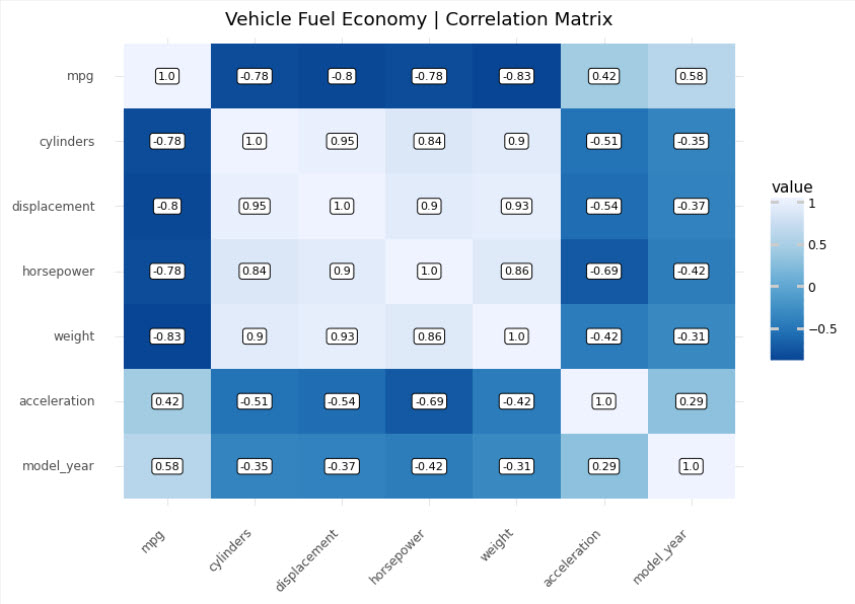 Vehicle Fuel Economy | Correlation Matrix
mpg 1.0 -0.78 -0.8 -0.78 -0.83 0.42 0.58
cylinders -0.78 1.0 0.95 0.84 0.9 -0.51 -0.35
displacement -0.8 0.95 1.0 0.9 0.93 -0.54 -0.37
horsepower -0.78 0.84 0.9 1.0 0.86 -0.69 -0.42
weight -0.83 0.9 0.93 0.86 1.0 -0.42 -0.31
acceleration 0.42 -0.51 -0.54 -0.69 -0.42 1.0 0.29
model_year 0.58 -0.35 -0.37 -0.42 -0.31 0.29 1.0
mpg cylinders displacement horsepower weight acceleration model_year
value
1
0.5
0
−0.5